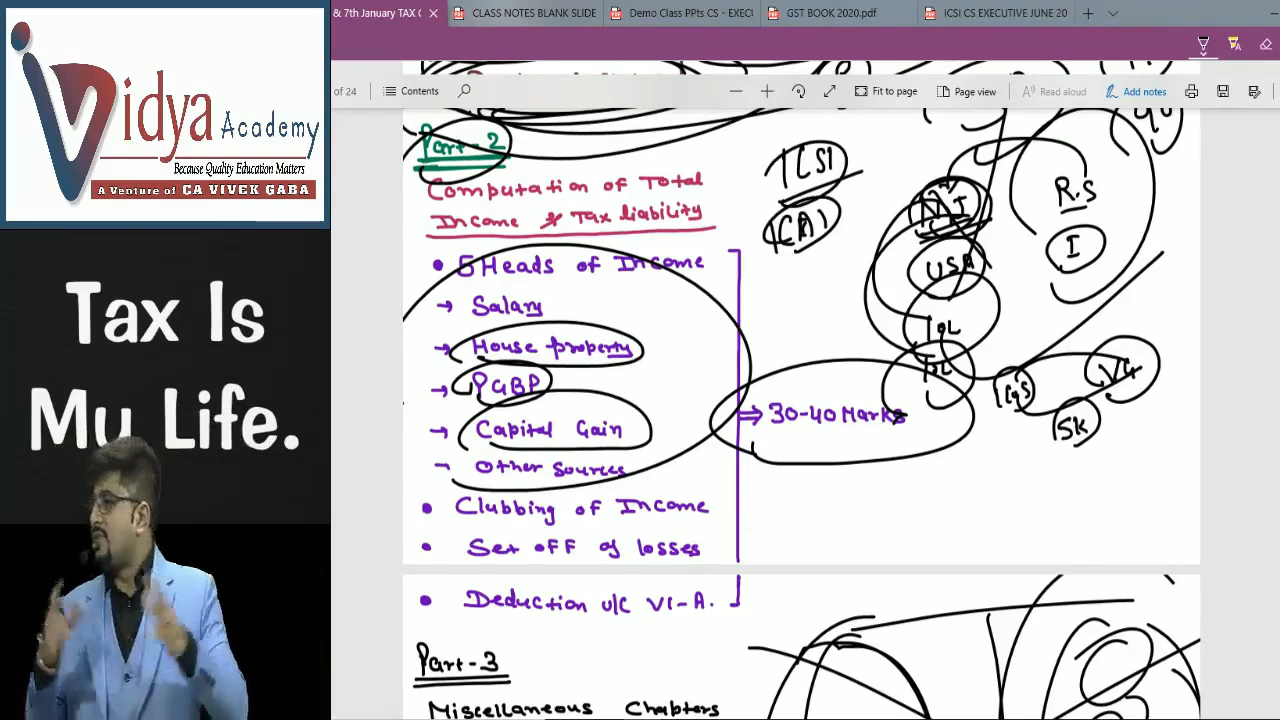 & 7th January TAX C
CLASS NOTES BLANK SLIDE
Demo Class PPts CS - EXECU
GST BOOK 2020.pdf
ICSI CS EXECUTIVE JUNE 20
of 24
Contents
Fit to page
Page view
Read aloud
Add notes
Vidya
Academy
Because Quality Education Matters
A Venture of CA VIVEK GABA
Tax Is
My Life.
Part-2
Computation of Total
Income & Tax liability
• 5 Heads of Income
→ Salary
→ House property
→ PGBP
→ Capital Gain
- Other sources
⇒ 30-40 Marks
• Clubbing of Income
• Set off of losses
• Deduction u/c VI-A.
Part-3
Miscellaneous Chapters
ICSI
ICAI
R.S
I
USA
VG
SK